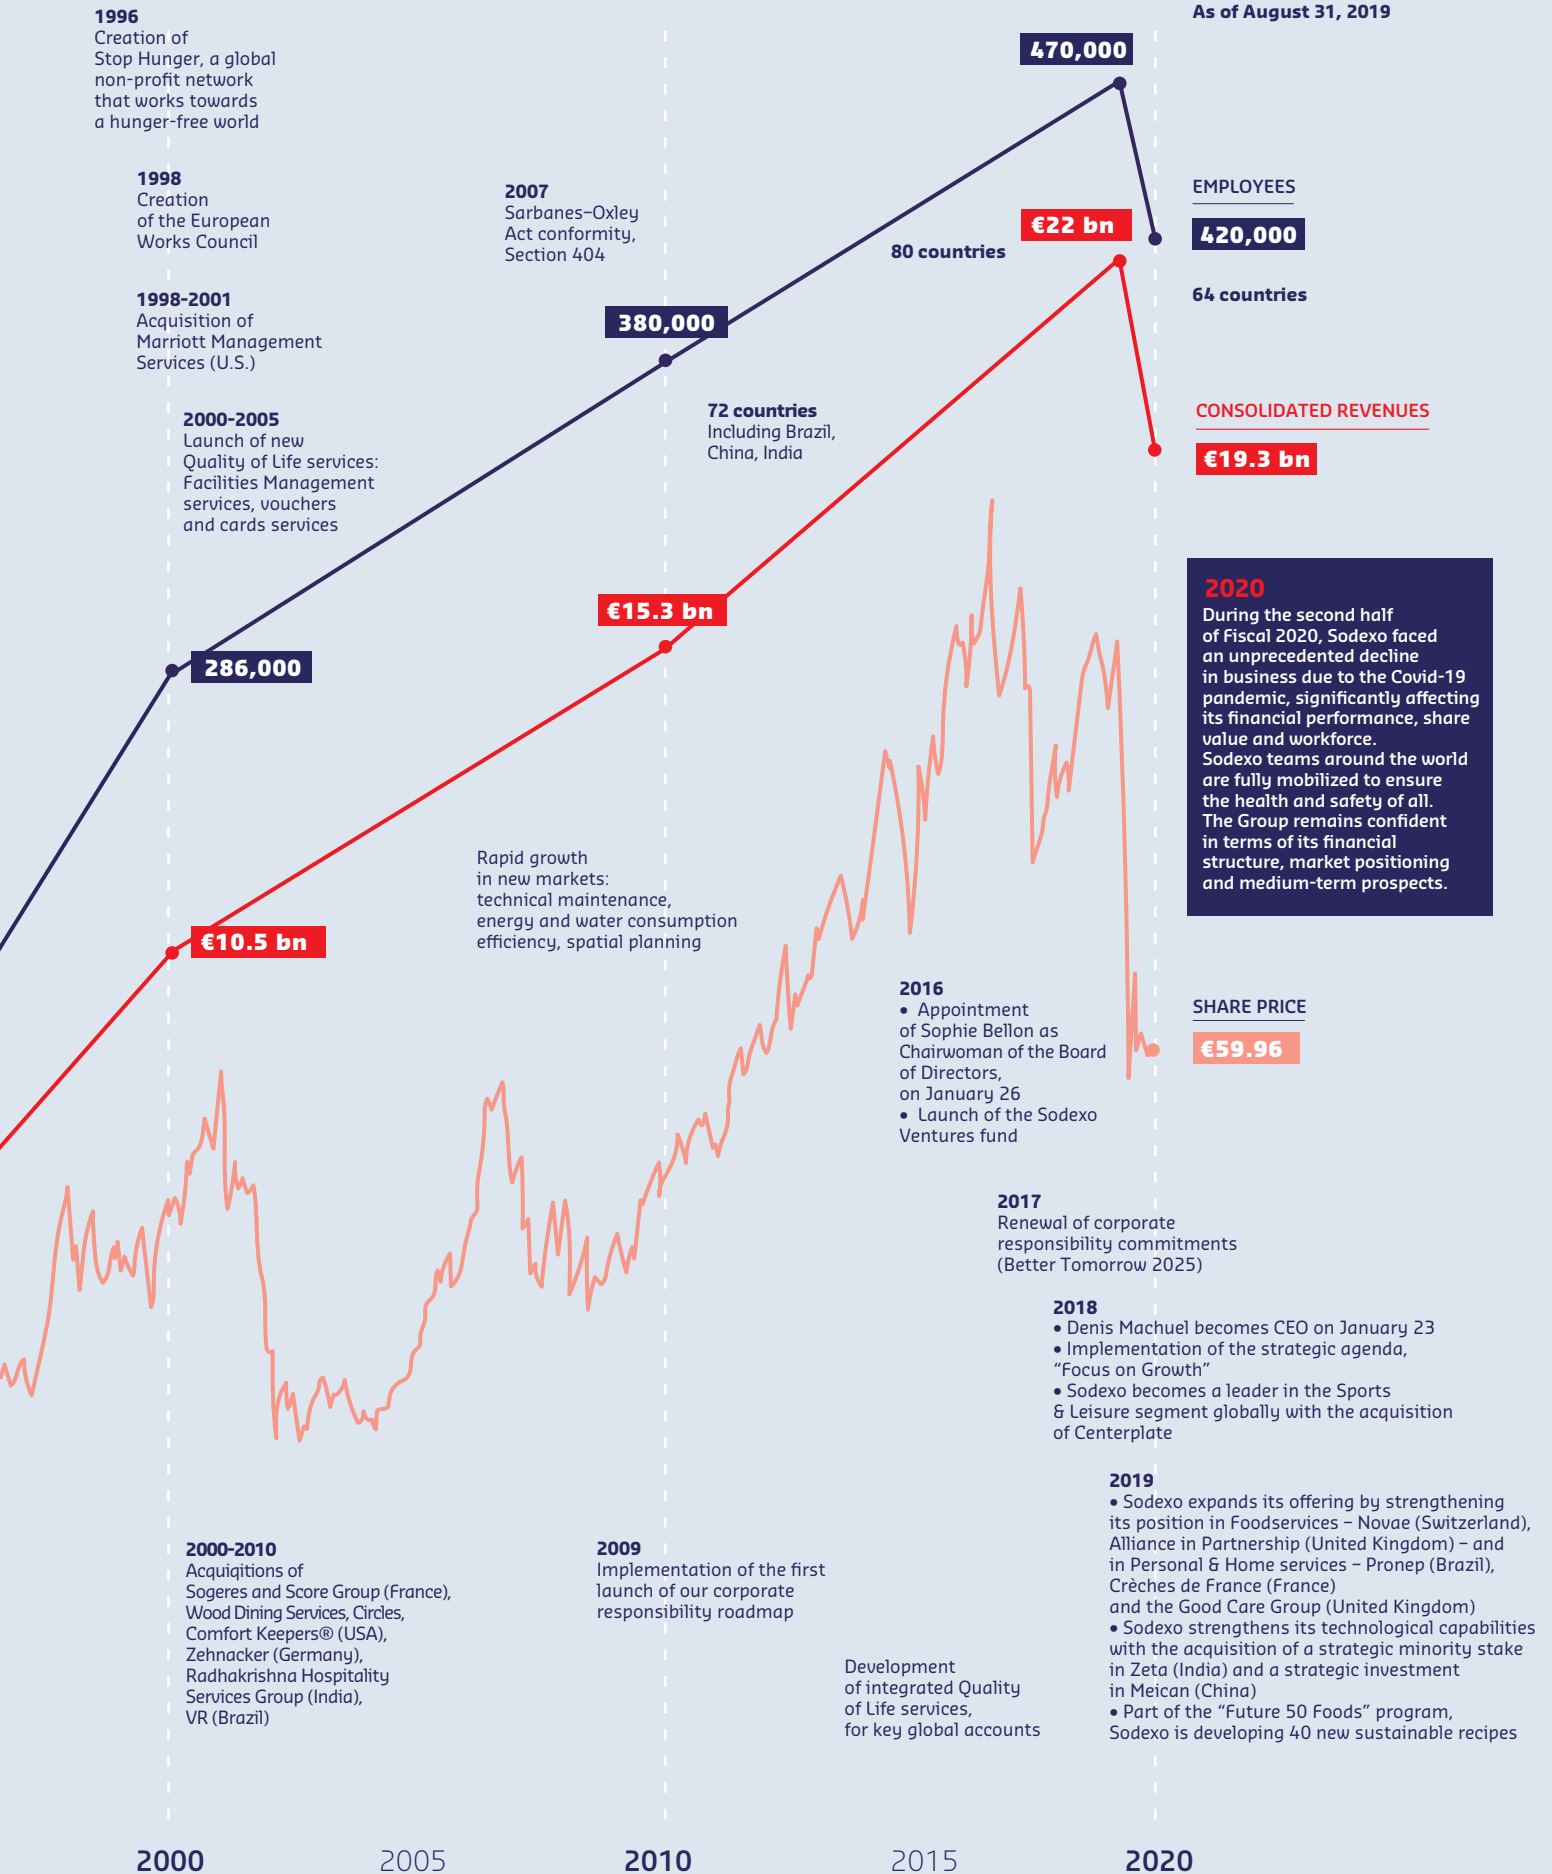 1996
Creation of
Stop Hunger, a global
non-profit network
that works towards
a hunger-free world
1998
Creation
of the European
Works Council
1998-2001
Acquisition of
Marriott Management
Services (U.S.)
2000-2005
Launch of new
Quality of Life services:
Facilities Management
services, vouchers
and cards services
286,000
€10.5 bn
2007
Sarbanes–Oxley
Act conformity,
Section 404
380,000
72 countries
Including Brazil,
China, India
€15.3 bn
Rapid growth
in new markets:
technical maintenance,
energy and water consumption
efficiency, spatial planning
470,000
€22 bn
80 countries
As of August 31, 2019
EMPLOYEES
420,000
64 countries
CONSOLIDATED REVENUES
€19.3 bn
2020
During the second half
of Fiscal 2020, Sodexo faced
an unprecedented decline
in business due to the Covid-19
pandemic, significantly affecting
its financial performance, share
value and workforce.
Sodexo teams around the world
are fully mobilized to ensure
the health and safety of all.
The Group remains confident
in terms of its financial
structure, market positioning
and medium-term prospects.
SHARE PRICE
€59.96
2016
• Appointment
of Sophie Bellon as
Chairwoman of the Board
of Directors,
on January 26
• Launch of the Sodexo
Ventures fund
2017
Renewal of corporate
responsibility commitments
(Better Tomorrow 2025)
2018
• Denis Machuel becomes CEO on January 23
• Implementation of the strategic agenda,
“Focus on Growth”
• Sodexo becomes a leader in the Sports
& Leisure segment globally with the acquisition
of Centerplate
2019
• Sodexo expands its offering by strengthening
its position in Foodservices – Novae (Switzerland),
Alliance in Partnership (United Kingdom) – and
in Personal & Home services – Pronep (Brazil),
Crèches de France (France)
and the Good Care Group (United Kingdom)
• Sodexo strengthens its technological capabilities
with the acquisition of a strategic minority stake
in Zeta (India) and a strategic investment
in Meican (China)
• Part of the “Future 50 Foods” program,
Sodexo is developing 40 new sustainable recipes
2000-2010
Acquiqitions of
Sogeres and Score Group (France),
Wood Dining Services, Circles,
Comfort Keepers® (USA),
Zehnacker (Germany),
Radhakrishna Hospitality
Services Group (India),
VR (Brazil)
2009
Implementation of the first
launch of our corporate
responsibility roadmap
Development
of integrated Quality
of Life services,
for key global accounts
2000
2005
2010
2015
2020